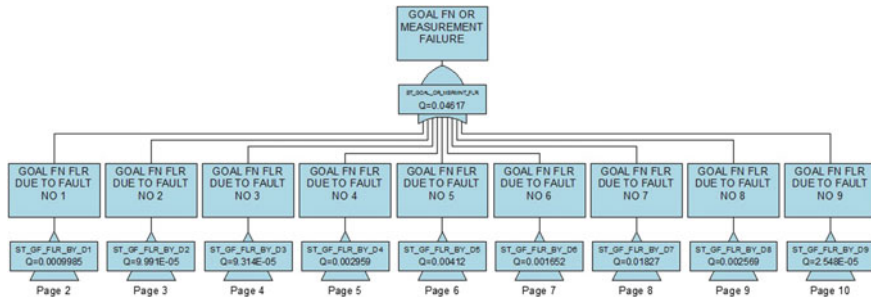 GOAL FN OR
MEASUREMENT
FAILURE.
ST_GOAL_OR_MSRMNT_FLR
Q=0.04617
GOAL FN FLR
DUE TO FAULT
NO 1
GOAL FN FLR
DUE TO FAULT
NO 2
GOAL FN FLR
DUE TO FAULT
NO 3
GOAL FN FLR
DUE TO FAULT
NO 4
GOAL FN FLR
DUE TO FAULT
NO 5
GOAL FN FLR
DUE TO FAULT
NO 6
GOAL FN FLR
DUE TO FAULT
NO 7
GOAL FN FLR
DUE TO FAULT
NO 8
GOAL FN FLR
DUE TO FAULT
NO 9
ST_GF_FLR_BY_D1
Q=0.0009985
Page 2
ST_GF_FLR_BY_D2
Q=9.991E-05
Page 3
ST_GF_FLR_BY_D3
Q=9.314E-05
Page 4
ST_GF_FLR_BY_D4
Q=0.002959
Page 5
ST_GF_FLR_BY_D5
Q=0.00412
Page 6
ST_GF_FLR_BY_D6
Q=0.001652
Page 7
ST_GF_FLR_BY_D7
Q=0.01827
Page 8
ST_GF_FLR_BY_D8
Q=0.002569
Page 9
ST_GF_FLR_BY_D9
Q=2.548E-05
Page 10